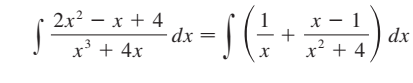 ∫ (2x² − x + 4)/(x³ + 4x) dx = ∫ (1/x + (x − 1)/(x² + 4)) dx